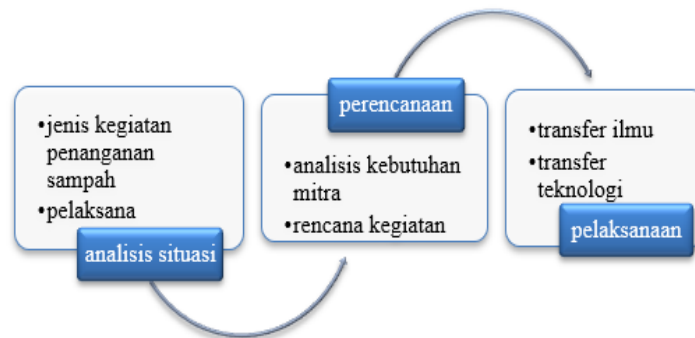 •jenis kegiatan
penanganan
sampah
•pelaksana
analisis situasi
perencanaan
•analisis kebutuhan
mitra
•rencana kegiatan
•transfer ilmu
•transfer
teknologi
pelaksanaan